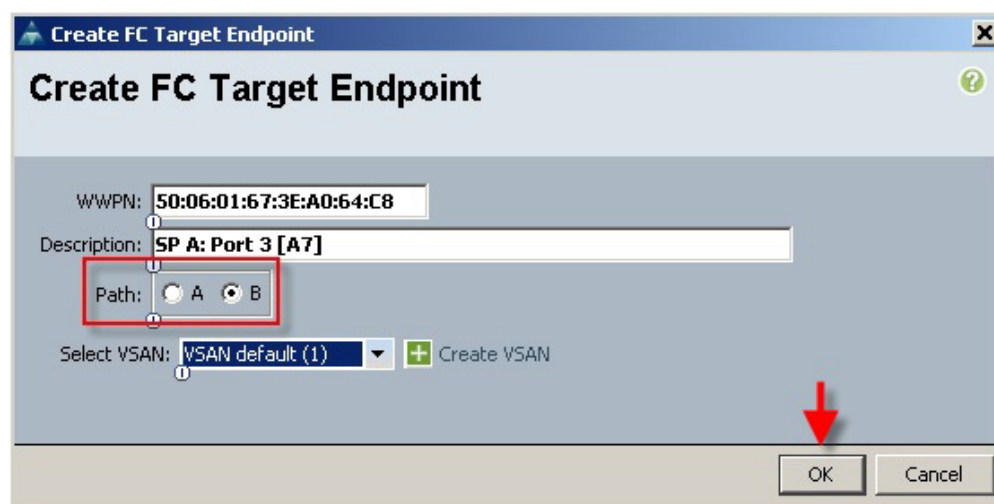 Create FC Target Endpoint
Create FC Target Endpoint
WWPN: 50:06:01:67:3E:A0:64:C8
Description: SP A: Port 3 [A7]
Path: A B
Select VSAN: VSAN default (1) Create VSAN
OK Cancel